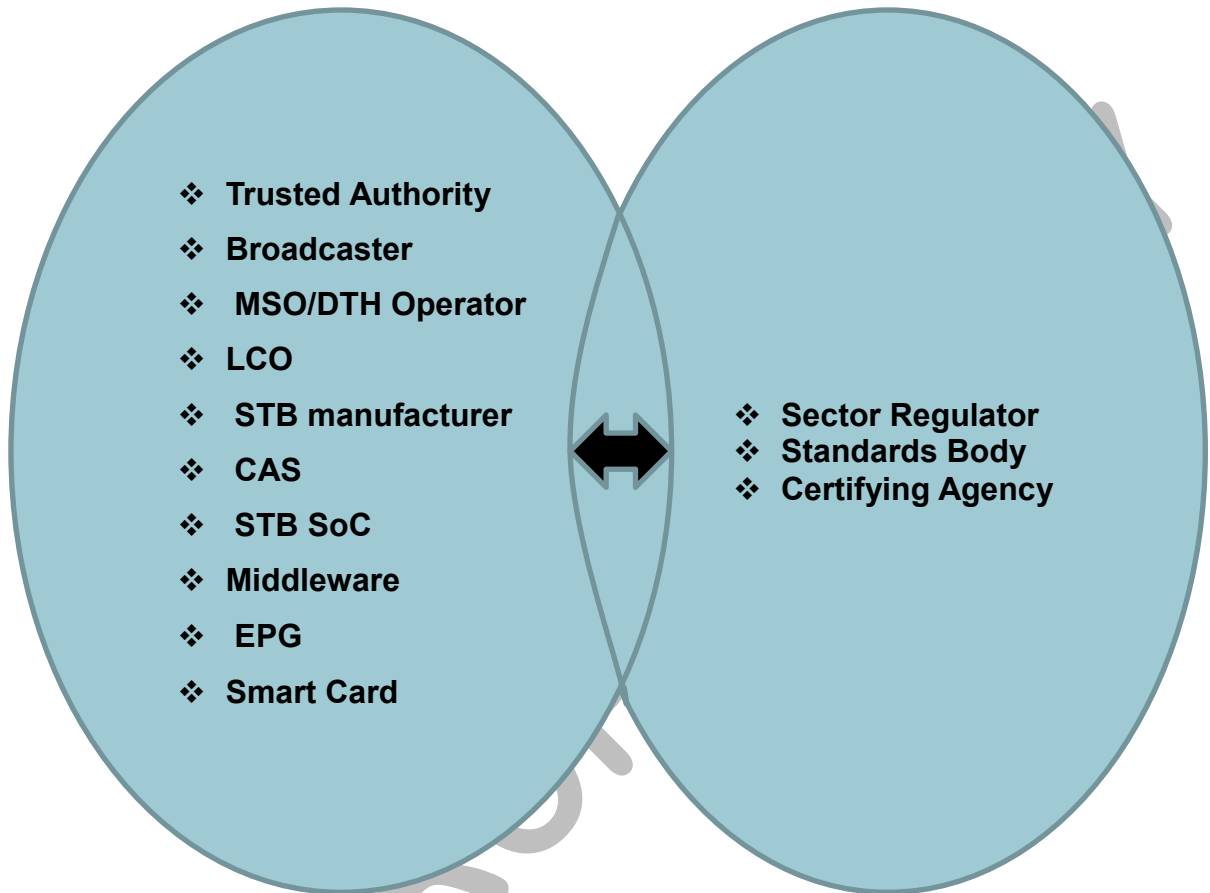 ❖ Trusted Authority
❖ Broadcaster
❖ MSO/DTH Operator
❖ LCO
❖ STB manufacturer
❖ CAS
❖ STB SoC
❖ Middleware
❖ EPG
❖ Smart Card
❖ Sector Regulator
❖ Standards Body
❖ Certifying Agency